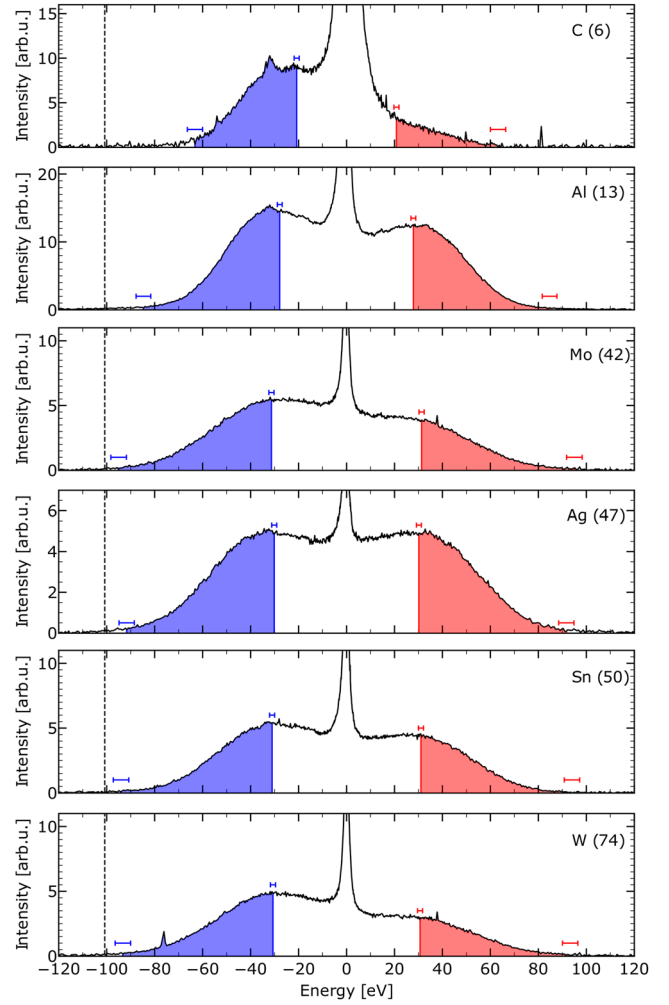 15
10
5
0
Intensity [arb.u.]
C (6)
20
10
0
Intensity [arb.u.]
Al (13)
10
5
0
Intensity [arb.u.]
Mo (42)
6
4
2
0
Intensity [arb.u.]
Ag (47)
10
5
0
Intensity [arb.u.]
Sn (50)
10
5
0
Intensity [arb.u.]
W (74)
−120 −100 −80 −60 −40 −20 0 20 40 60 80 100 120
Energy [eV]